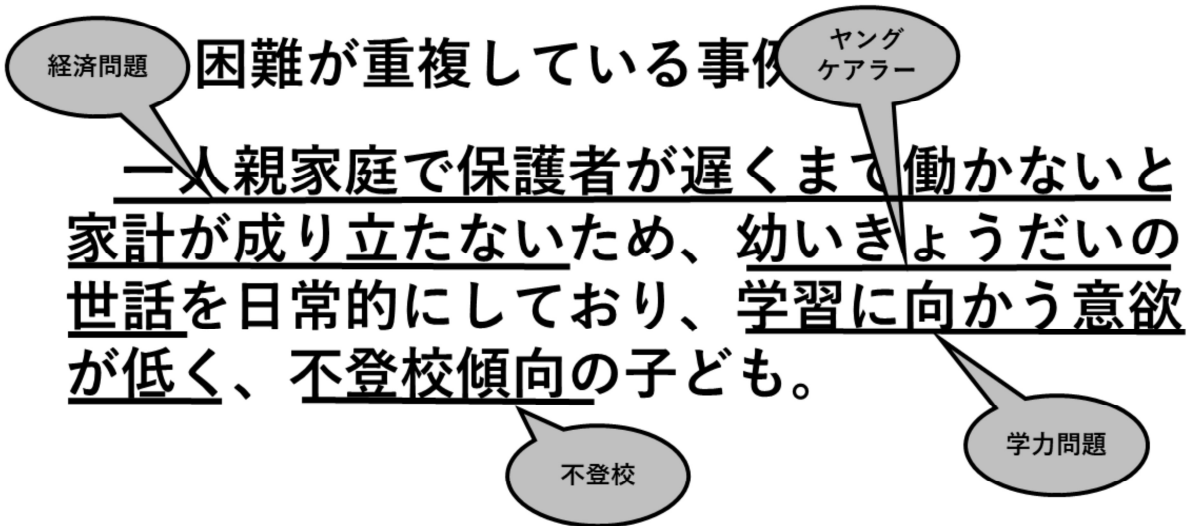 経済問題
困難が重複している事例
ヤング
ケアラー
一人親家庭で保護者が遅くまで働かないと
家計が成り立たないため、幼いきょうだいの
世話を日常的にしており、学習に向かう意欲
が低く、不登校傾向の子ども。
学力問題
不登校